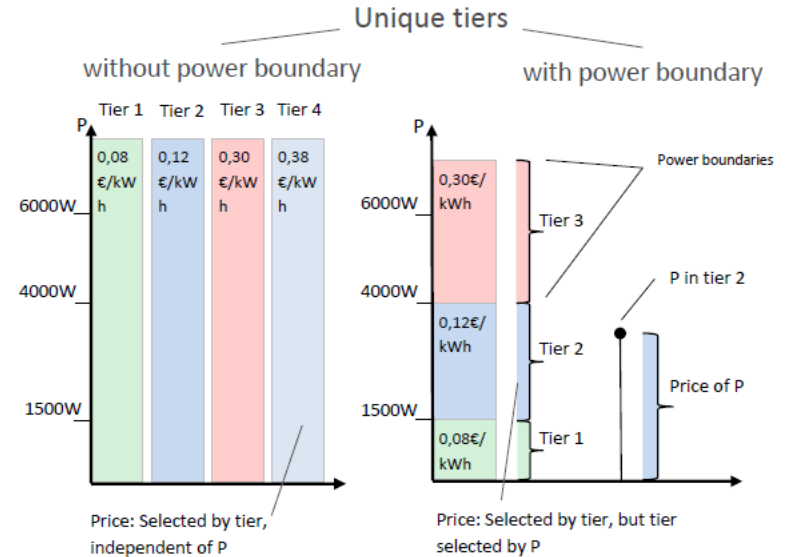 Unique tiers
without power boundary
Tier 1
Tier 2
Tier 3
Tier 4
P
0,08
€/kW
h
0,12
€/kW
h
0,30
€/kW
h
0,38
€/kW
h
6000W
4000W
1500W
Price: Selected by tier,
independent of P
with power boundary
P
Power boundaries
0,30€/
kWh
6000W
Tier 3
4000W
P in tier 2
0,12€/
kWh
Tier 2
Price of P
1500W
0,08€/
kWh
Tier 1
Price: Selected by tier, but tier
selected by P